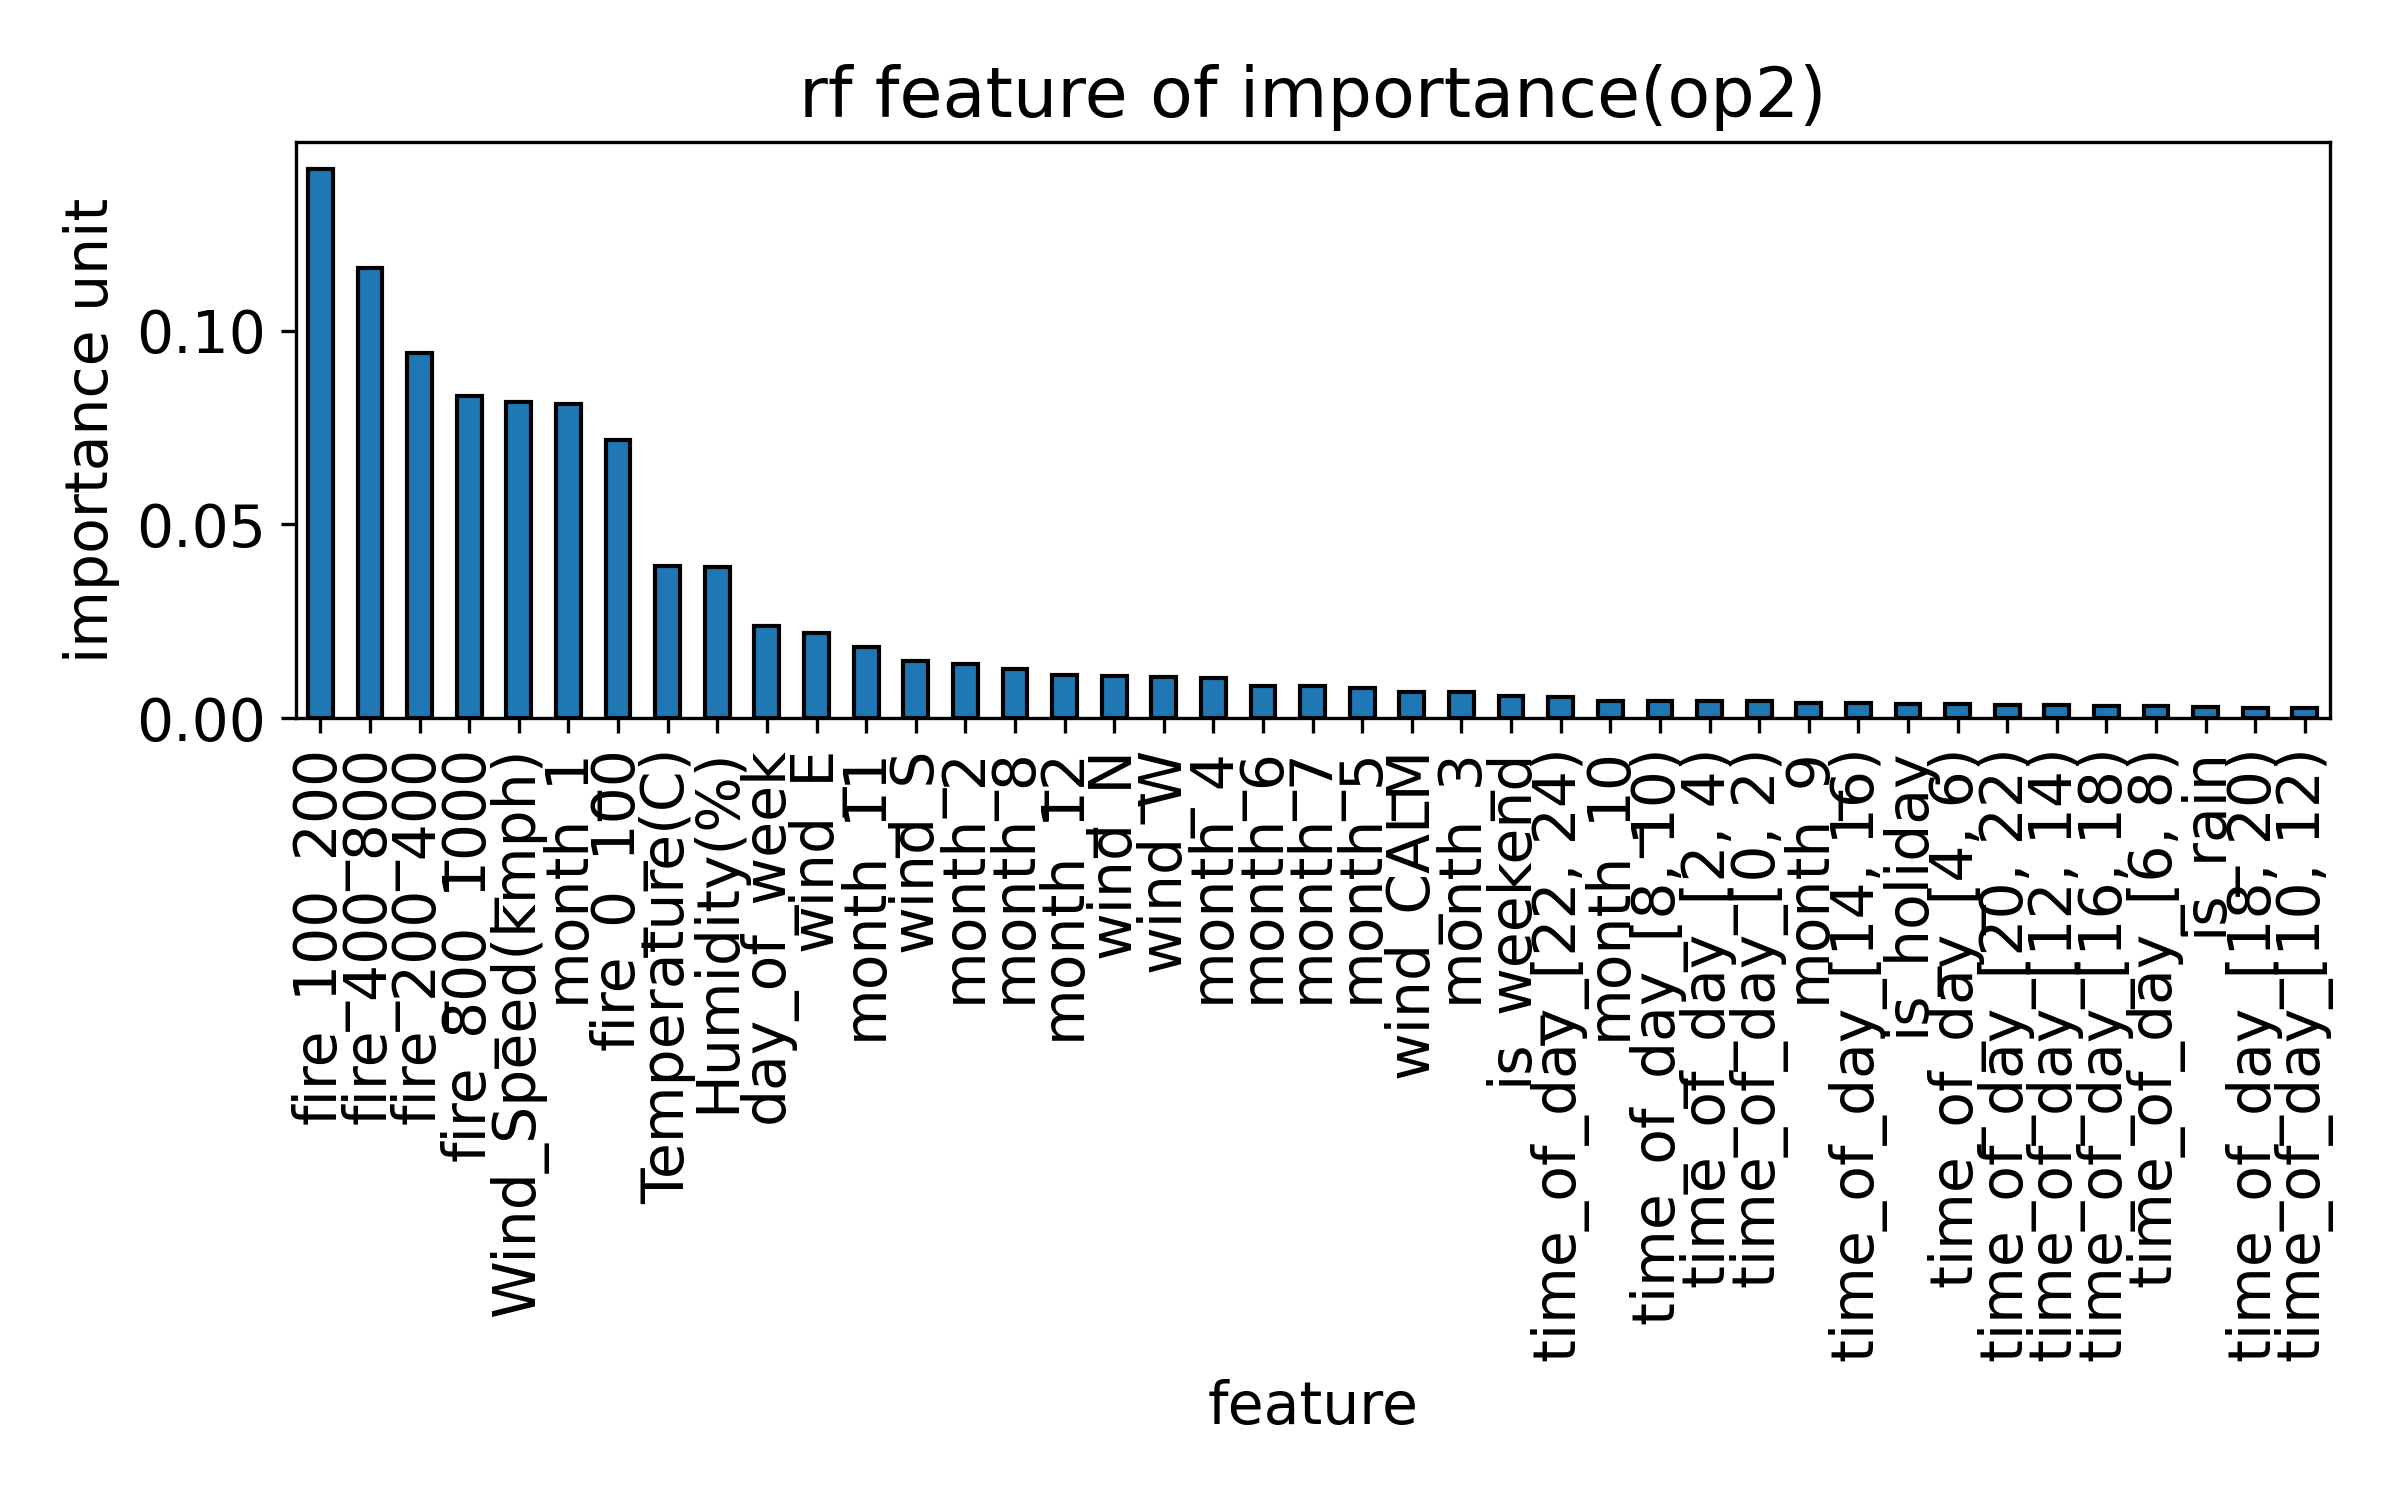 rf feature of importance(op2)
importance unit
0.10
0.05
0.00
fire_100_200
fire_400_800
fire_200_400
fire_800_1000
Wind_Speed(kmph)
month_1
fire_0_100
Temperature(C)
Humidity(%)
day_of_week
wind_E
month_11
wind_S
month_2
month_8
month_12
wind_N
wind_W
month_4
month_6
month_7
month_5
wind_CALM
month_3
is_weekend
time_of_day_[22, 24)
month_10
time_of_day_[8, 10)
time_of_day_[2, 4)
time_of_day_[0, 2)
month_9
time_of_day_[14, 16)
is_holiday
time_of_day_[4, 6)
time_of_day_[20, 22)
time_of_day_[12, 14)
time_of_day_[16, 18)
time_of_day_[6, 8)
is_rain
time_of_day_[18, 20)
time_of_day_[10, 12)
feature